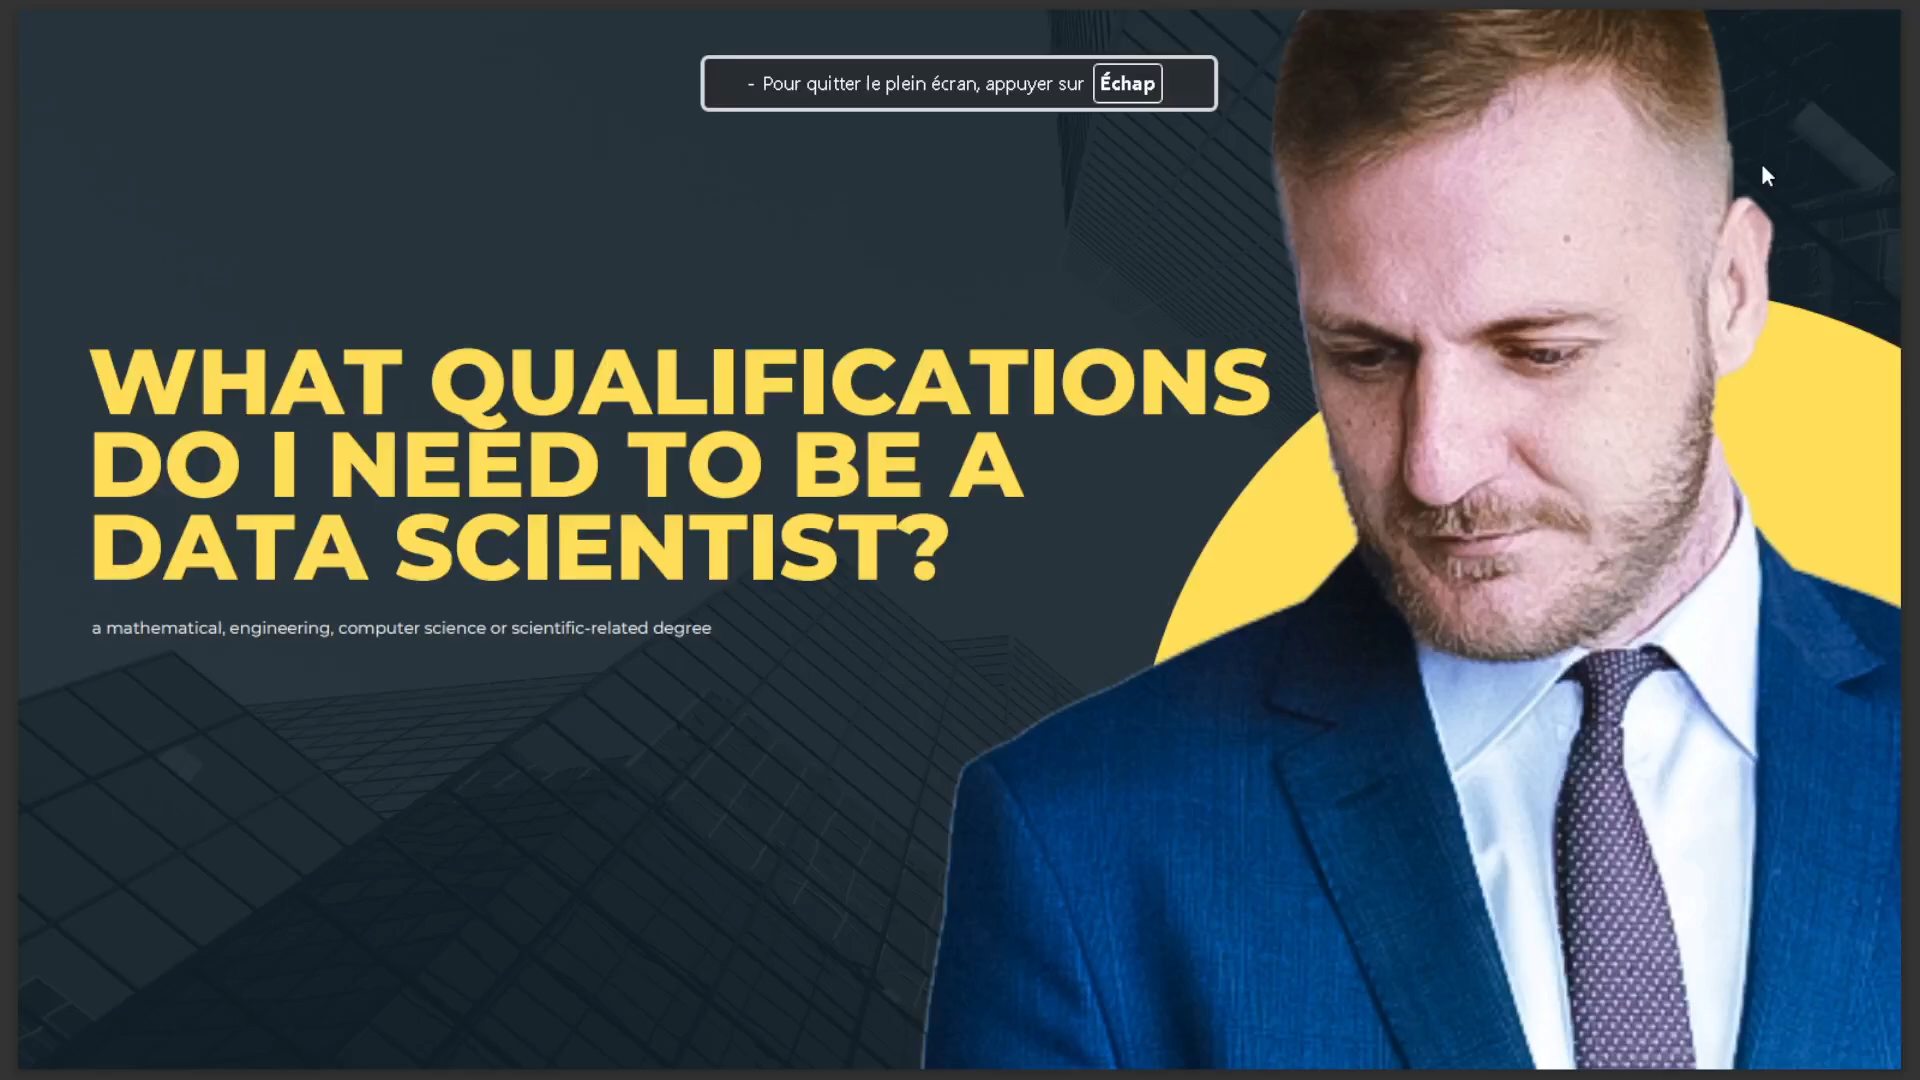 - Pour quitter le plein écran, appuyer sur Échap
WHAT QUALIFICATIONS
DO I NEED TO BE A
DATA SCIENTIST?
a mathematical, engineering, computer science or scientific-related degree